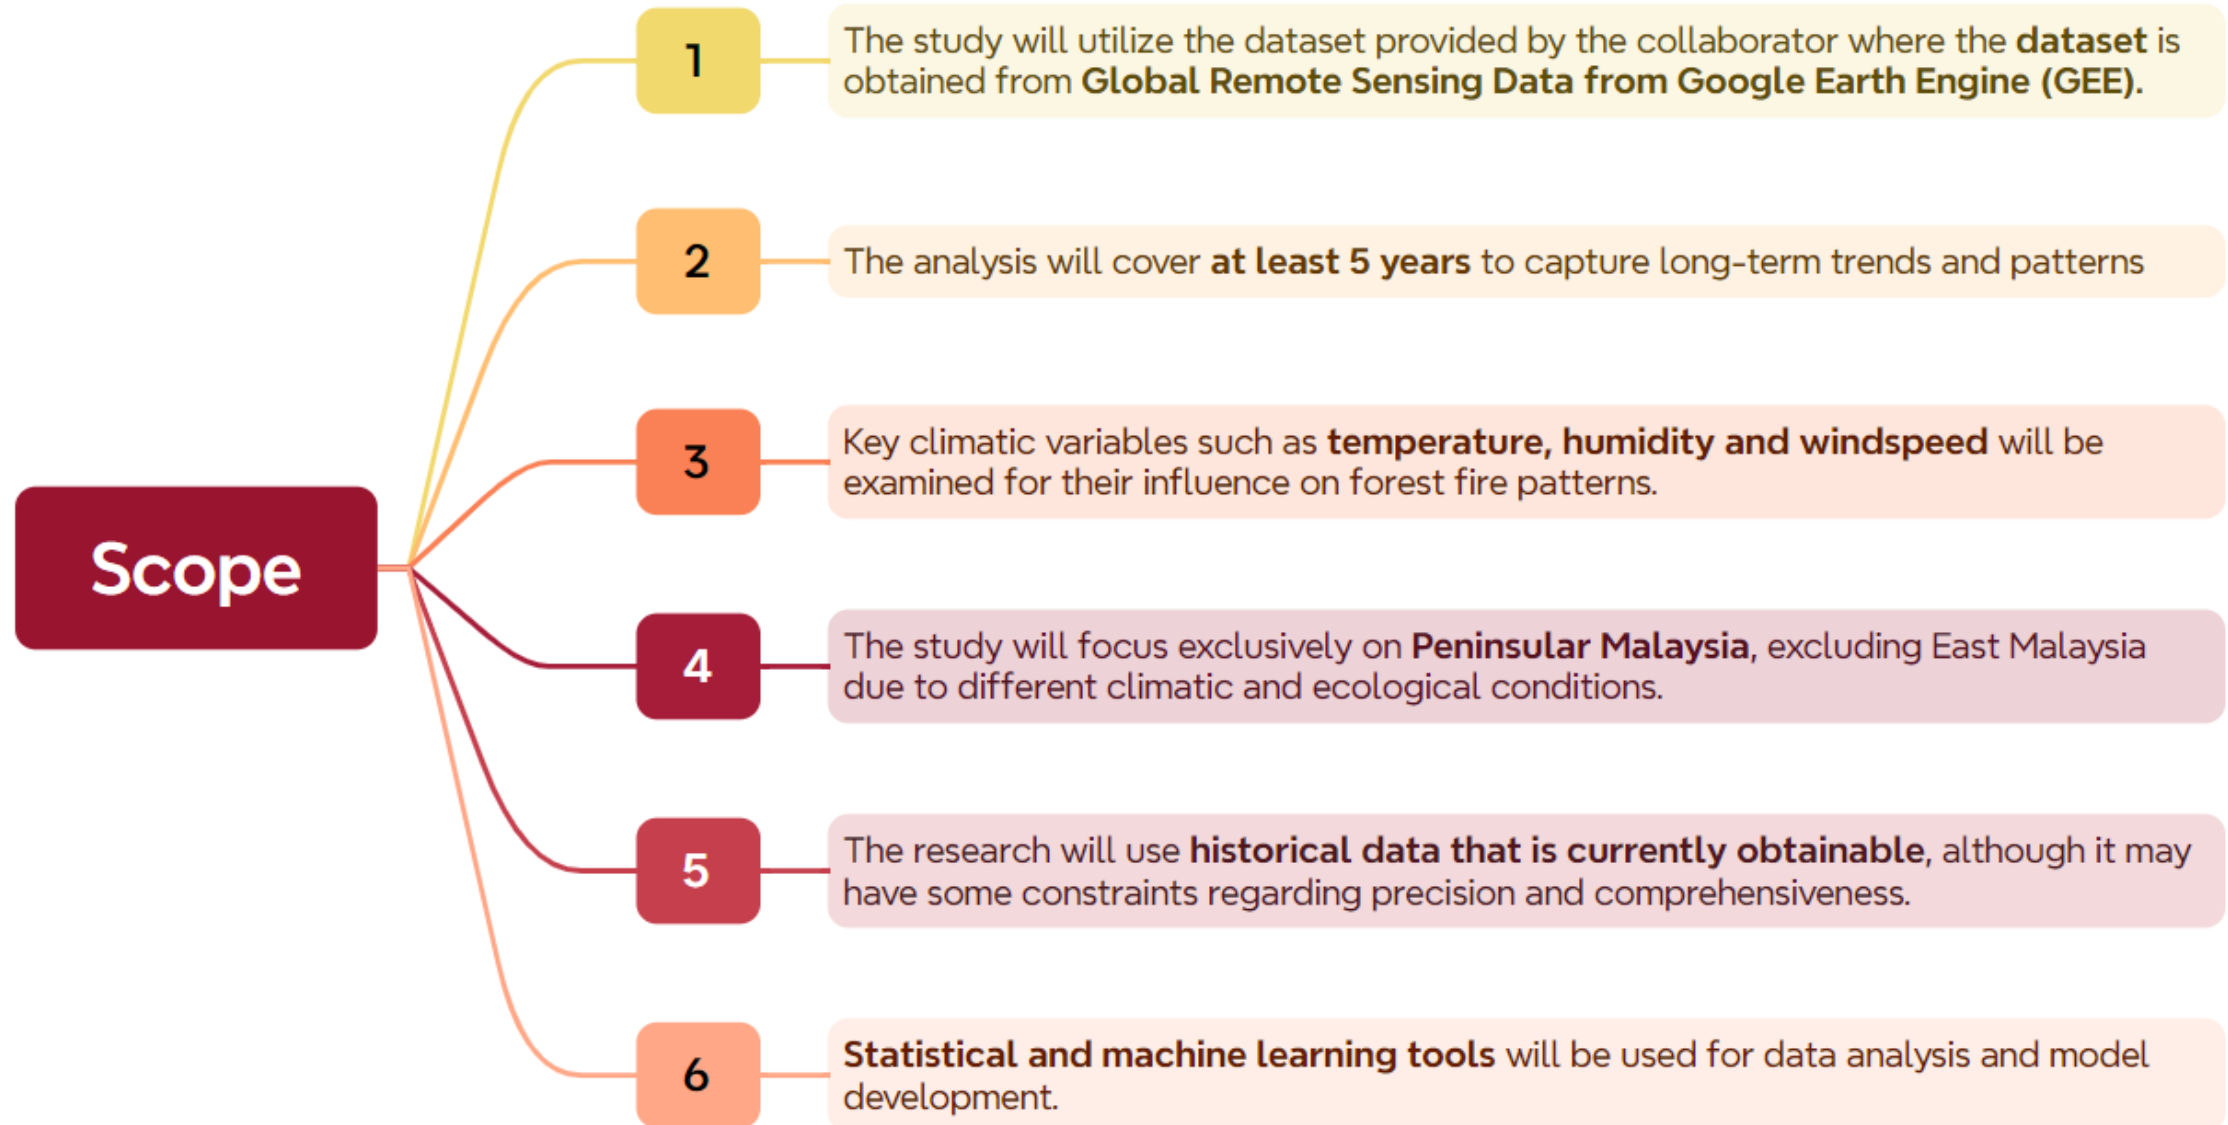 Scope
1
The study will utilize the dataset provided by the collaborator where the dataset is
obtained from Global Remote Sensing Data from Google Earth Engine (GEE).
2
The analysis will cover at least 5 years to capture long-term trends and patterns
3
Key climatic variables such as temperature, humidity and windspeed will be
examined for their influence on forest fire patterns.
4
The study will focus exclusively on Peninsular Malaysia, excluding East Malaysia
due to different climatic and ecological conditions.
5
The research will use historical data that is currently obtainable, although it may
have some constraints regarding precision and comprehensiveness.
6
Statistical and machine learning tools will be used for data analysis and model
development.